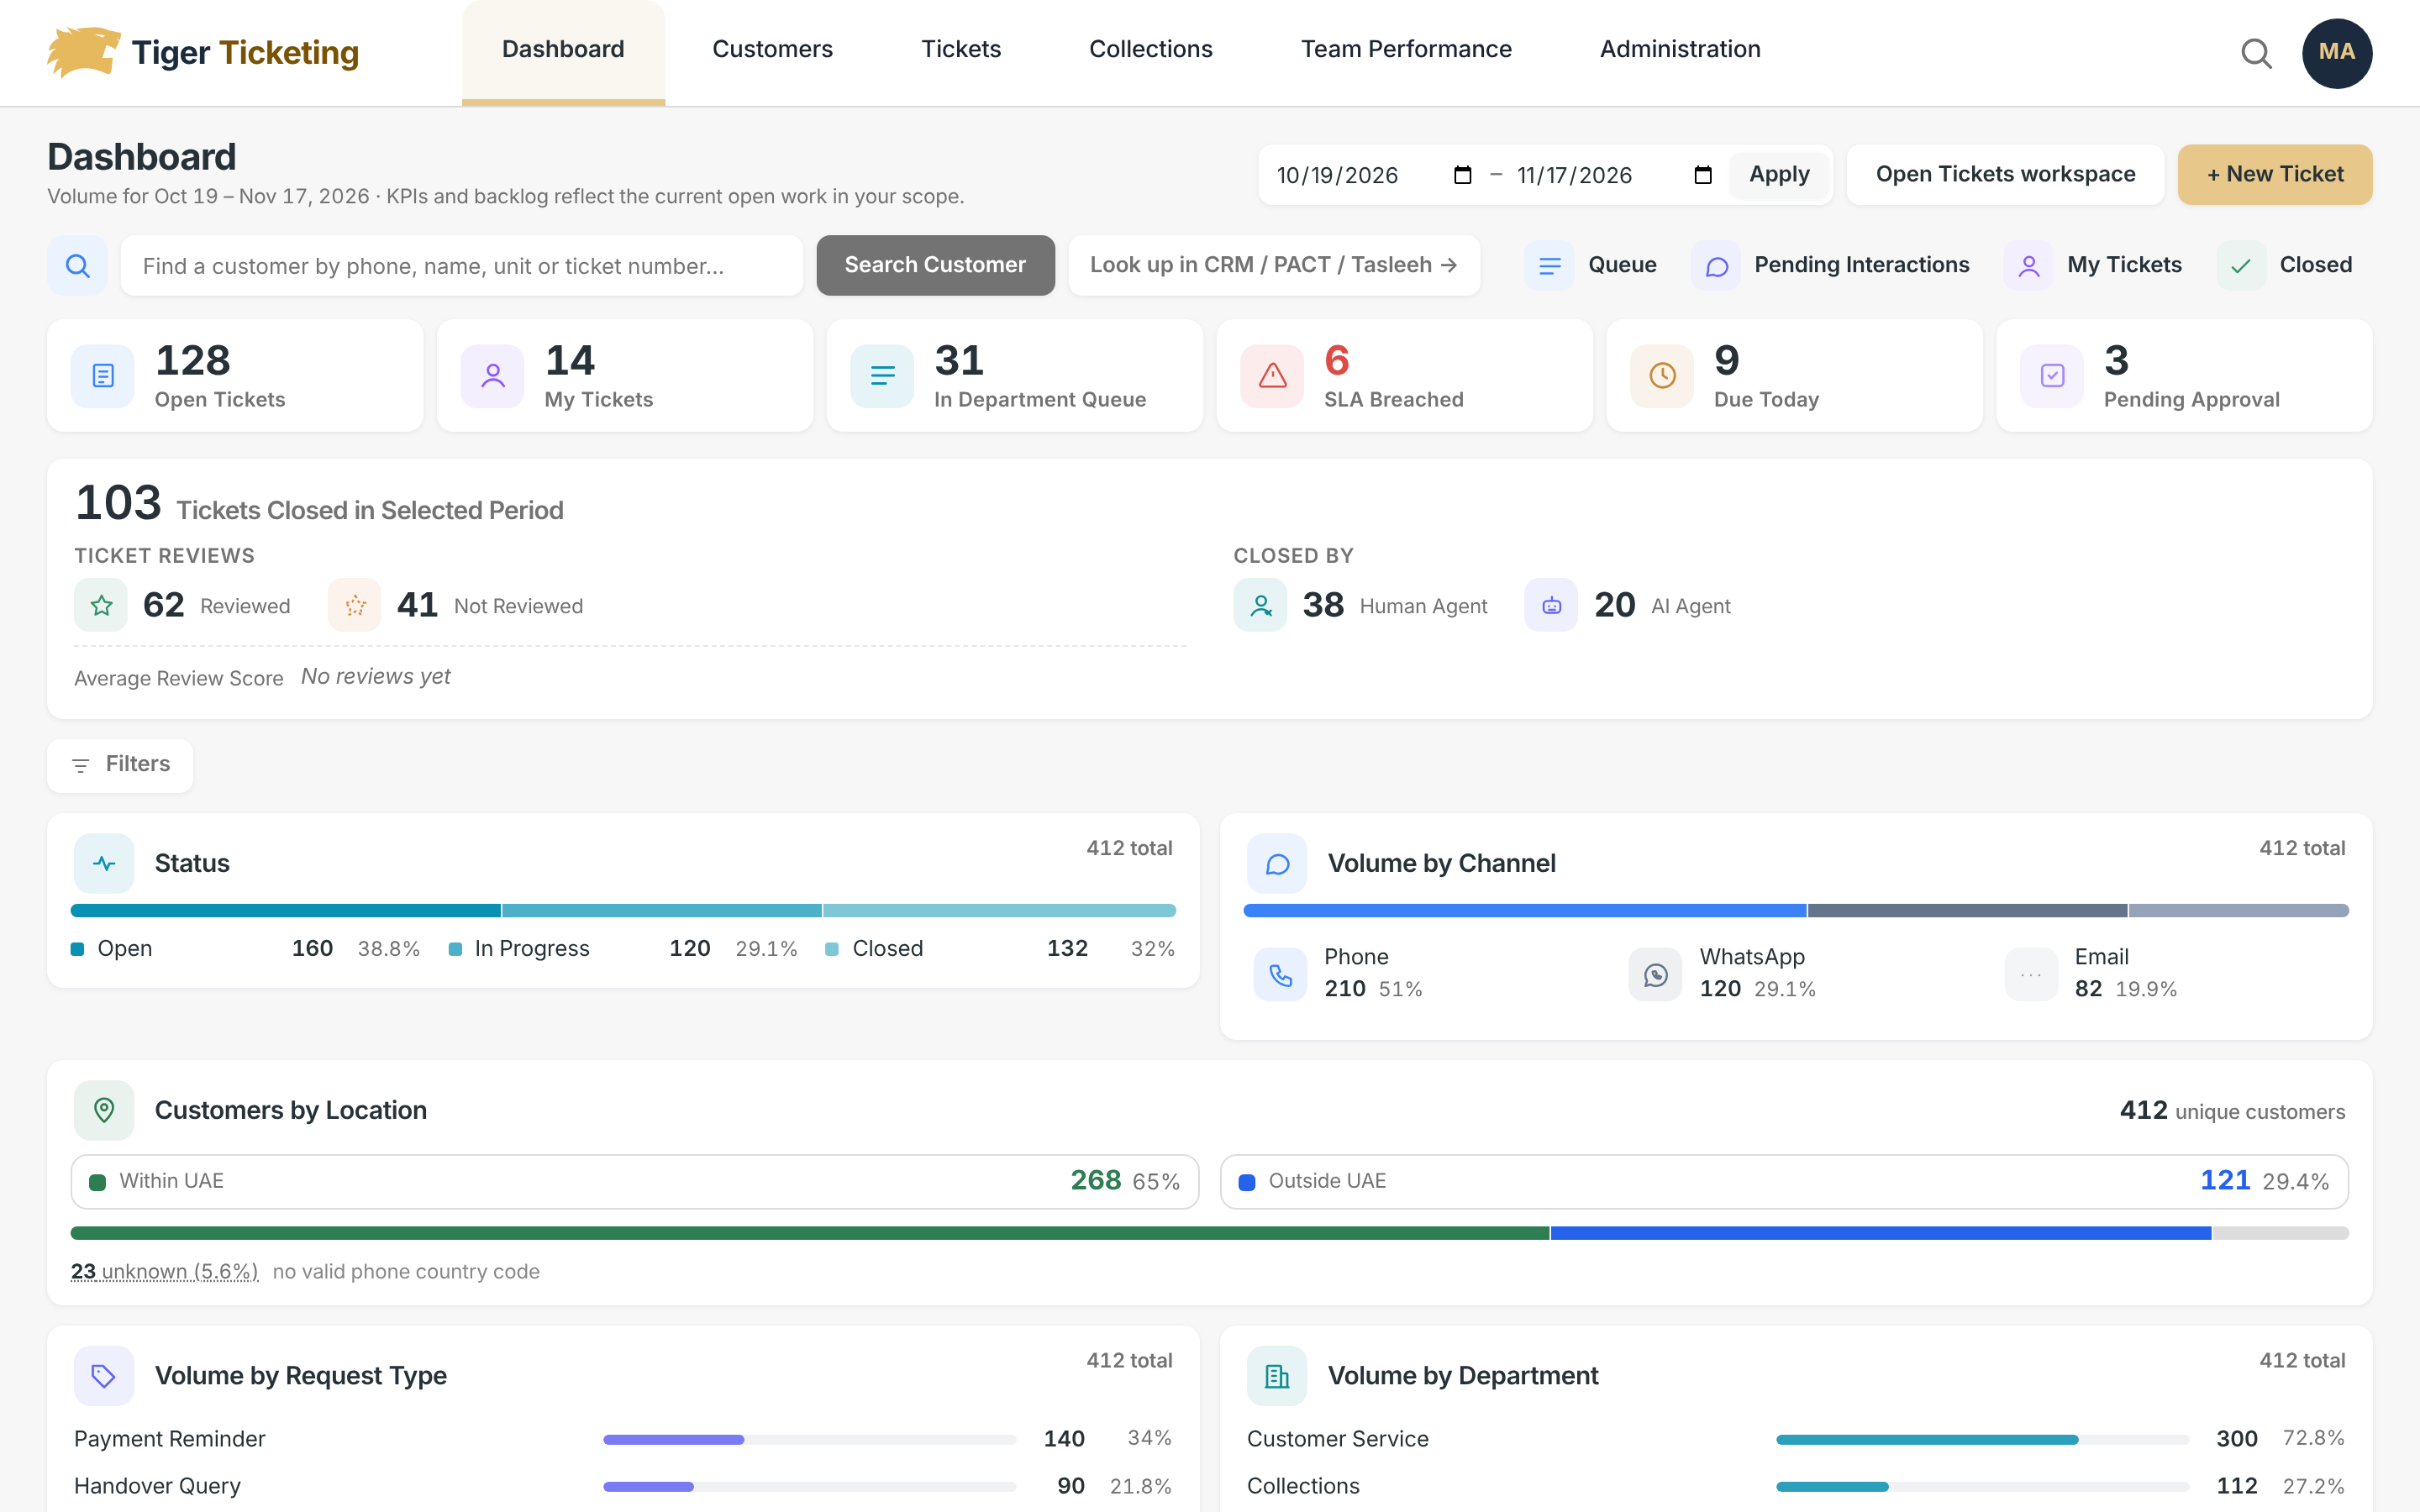 Tiger Ticketing
Dashboard
Customers
Tickets
Collections
Team Performance
Administration
MA
Dashboard
Volume for Oct 19 – Nov 17, 2026 · KPIs and backlog reflect the current open work in your scope.
10/19/2026 – 11/17/2026 Apply
Open Tickets workspace
+ New Ticket
Find a customer by phone, name, unit or ticket number...
Search Customer
Look up in CRM / PACT / Tasleeh →
Queue
Pending Interactions
My Tickets
Closed
128
Open Tickets
14
My Tickets
31
In Department Queue
6
SLA Breached
9
Due Today
3
Pending Approval
103 Tickets Closed in Selected Period
TICKET REVIEWS
62 Reviewed 41 Not Reviewed
Average Review Score No reviews yet
CLOSED BY
38 Human Agent 20 AI Agent
Filters
Status 412 total
Open 160 38.8% In Progress 120 29.1% Closed 132 32%
Volume by Channel 412 total
Phone
210 51%
WhatsApp
120 29.1%
Email
82 19.9%
Customers by Location 412 unique customers
Within UAE 268 65%
Outside UAE 121 29.4%
23 unknown (5.6%) no valid phone country code
Volume by Request Type 412 total
Payment Reminder 140 34%
Handover Query 90 21.8%
Volume by Department 412 total
Customer Service 300 72.8%
Collections 112 27.2%